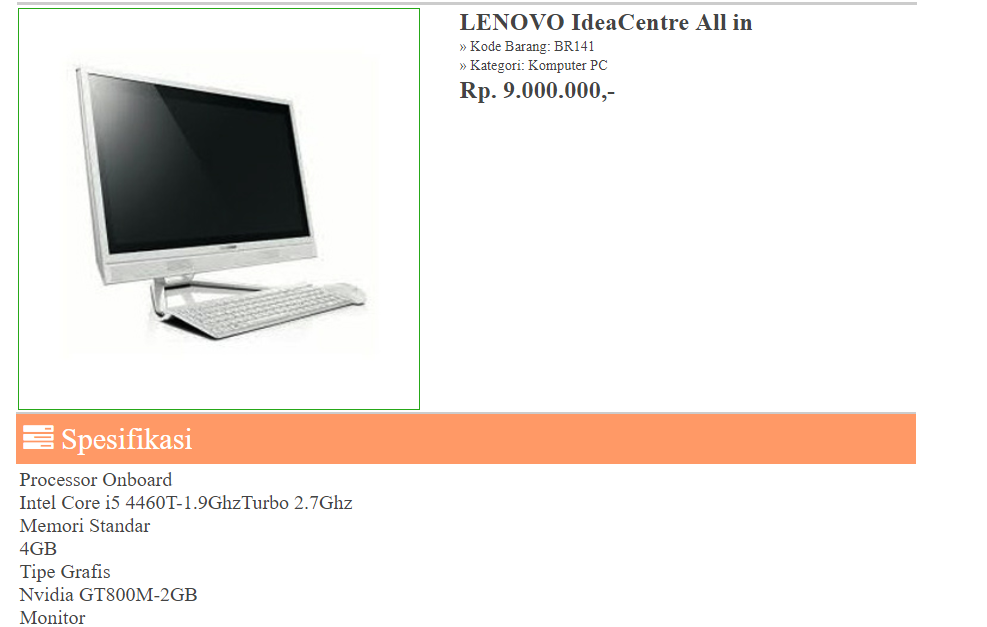 LENOVO IdeaCentre All in
» Kode Barang: BR141
» Kategori: Komputer PC
Rp. 9.000.000,-
Spesifikasi
Processor Onboard
Intel Core i5 4460T-1.9GhzTurbo 2.7Ghz
Memori Standar
4GB
Tipe Grafis
Nvidia GT800M-2GB
Monitor